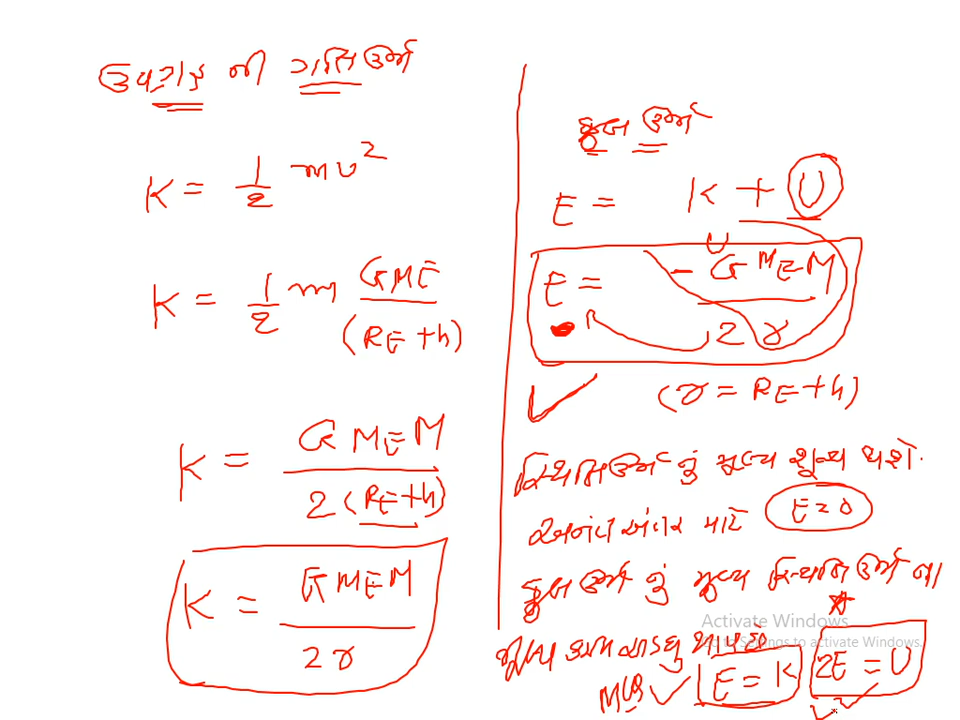 ઉપગ્રહ ની ગતિઊર્જા
K = 1/2 mv²
K = 1/2 m GME/(RE+h)
K = GMEM/2(RE+h)
K = GMEM/2r
કુલ ઊર્જા
E = K + U
E = -GMEM/2r
(r = RE+h)
સ્થિતિઊર્જા નું મૂલ્ય શૂન્ય થશે.
અનંત અંતર માટે E=0
કુલ ઊર્જા નું મૂલ્ય સ્થિતિઊર્જા ના
મૂલ્ય
E = K
2E = U
Activate Windows
to Settings to activate Windows.